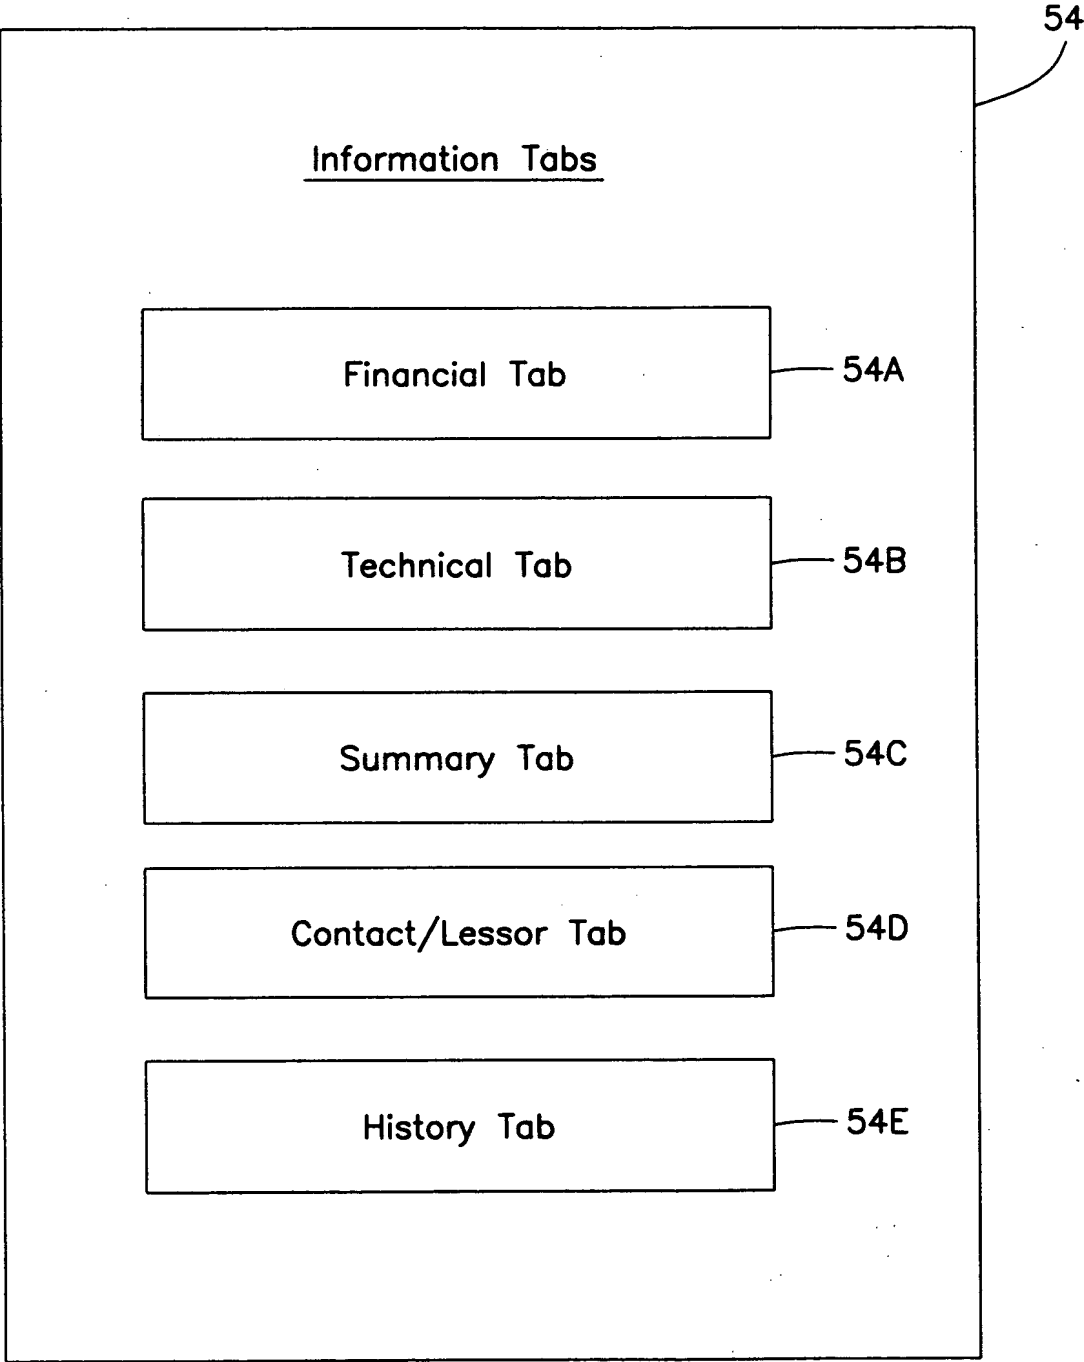 54
Information Tabs
Financial Tab 54A
Technical Tab 54B
Summary Tab 54C
Contact/Lessor Tab 54D
History Tab 54E